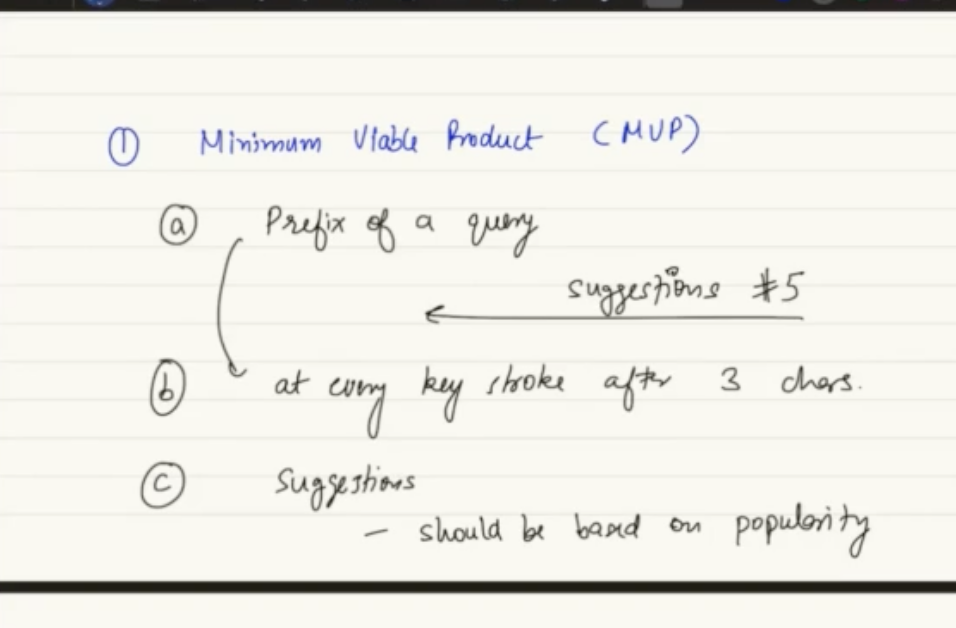 ① Minimum Viable Product (MVP)
ⓐ Prefix of a query
suggestions #5
ⓑ at every key stroke after 3 chars.
ⓒ Suggestions
- should be based on popularity